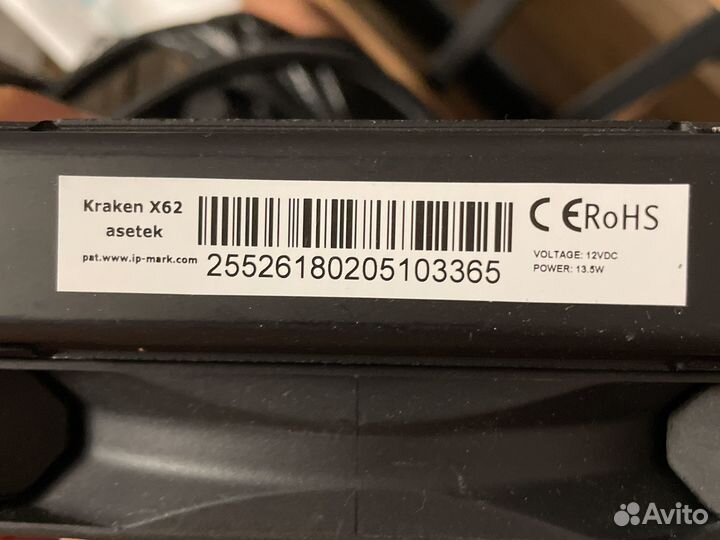 Kraken X62
asetek
pat.www.ip-mark.com
25526180205103365
CE RoHS
VOLTAGE: 12VDC
POWER: 13.5W
Avito